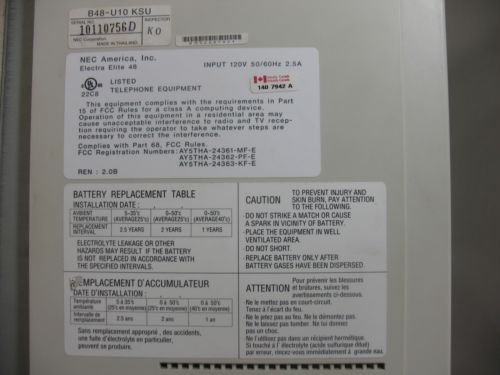 B48-U10 KSU
SERIAL NO.
10110756D
NEC Corporation MADE IN THAILAND
INSPECTOR
KO
NEC America, Inc.
Electra Elite 48
INPUT 120V 50/60Hz 2.5A
UL
LISTED
22C8
TELEPHONE EQUIPMENT
Canada
140 7942 A
This equipment complies with the requirements in Part
15 of FCC Rules for a class A computing device.
Operation of this equipment in a residential area may
cause unacceptable interference to radio and TV recep-
tion requiring the operator to take whatever steps are
necessary to correct the interference.
Complies with Part 68, FCC Rules.
FCC Registration Numbers: AY5THA-24361-MF-E
AY5THA-24362-PF-E
AY5THA-24363-KF-E
REN : 2.0B
BATTERY REPLACEMENT TABLE
INSTALLATION DATE :
AMBIENT TEMPERATURE
5~35°c (AVERAGE25°c)
0~50°c (AVERAGE25°c)
0~50°c (AVERAGE40°c)
REPLACEMENT INTERVAL
2.5 YEARS
2 YEARS
1 YEAR
ELECTROLYTE LEAKAGE OR OTHER
HAZARDS MAY RESULT IF THE BATTERY
IS NOT REPLACED IN ACCORDANCE WITH
THE SPECIFIED INTERVALS.
CAUTION
TO PREVENT INJURY AND
SKIN BURN, PAY ATTENTION
TO THE FOLLOWING.
· DO NOT STRIKE A MATCH OR CAUSE
A SPARK IN VICINITY OF BATTERY.
· PLACE THE EQUIPMENT IN WELL
VENTILATED AREA.
· DO NOT SHORT.
· REPLACE BATTERY ONLY AFTER
BATTERY GASES HAVE BEEN DISPERSED.
REMPLACEMENT D'ACCUMULATEUR
DATE D'INSTALLATION :
Température ambiante
5 à 35°c (25°c en moyenne)
0 à 50°c (25°c en moyenne)
0 à 50°c (40°c en moyenne)
Intervalle de remplacement
2.5 ans
2 ans
1 an
Sans remplacement approprié, des accidents,
une faille d'électrolyte en particulier,
peuvent se produire.
ATTENTION
Pour prévenir les blessures
et brûlures, suivez les
avertissements ci-dessous.
· Ne le mettez pas en court-circuit.
· Tenez à l'écart du feu.
· Ne le jetez pas au feu. Ne le démontez pas.
· Ne le laissez pas tomber. Ne lui donnez
pas un choc.
· Ne l'utilisez pas dans un récipient hermétique.
Si touché à l'électrolyte (acide sulfurique dilué)
par erreur, rincez-vous immédiatement à grande eau.